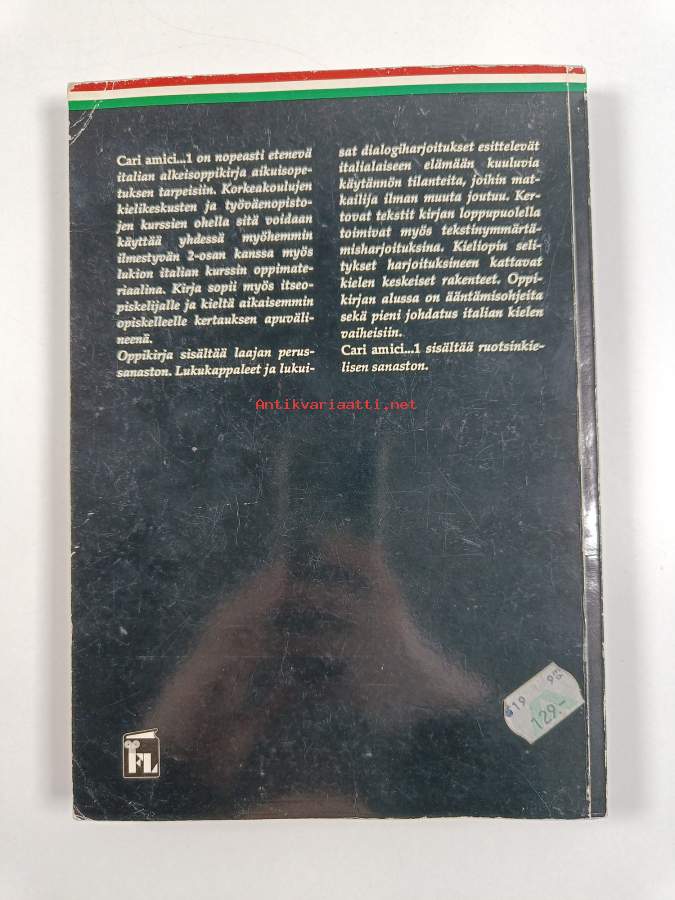 Cari amici...1 on nopeasti etenevä
italian alkeisoppikirja aikuisope-
tuksen tarpeisiin. Korkeakoulujen
kielikeskusten ja työväenopisto-
jen kurssien ohella sitä voidaan
käyttää yhdessä myöhemmin
ilmestyvän 2-osan kanssa myös
lukion italian kurssin oppimate-
riaalina. Kirja sopii myös itseo-
piskelijalle ja kieltä aikaisemmin
opiskelleelle kertauksen apuväli-
neenä.
Oppikirja sisältää laajan perus-
sanaston. Lukukappaleet ja lukui-
sat dialogiharjoitukset esittelevät
italialaiseen elämään kuuluvia
käytännön tilanteita, joihin mat-
kailija ilman muuta joutuu. Ker-
tovat tekstit kirjan loppupuolella
toimivat myös tekstinymmärtä-
misharjoituksina. Kieliopin seli-
tykset harjoituksineen kattavat
kielen keskeiset rakenteet. Oppi-
kirjan alussa on ääntämisohjeita
sekä pieni johdatus italian kielen
vaiheisiin.
Cari amici...1 sisältää ruotsinkie-
lisen sanaston.
Antikvariaatti.net
129.-
FL